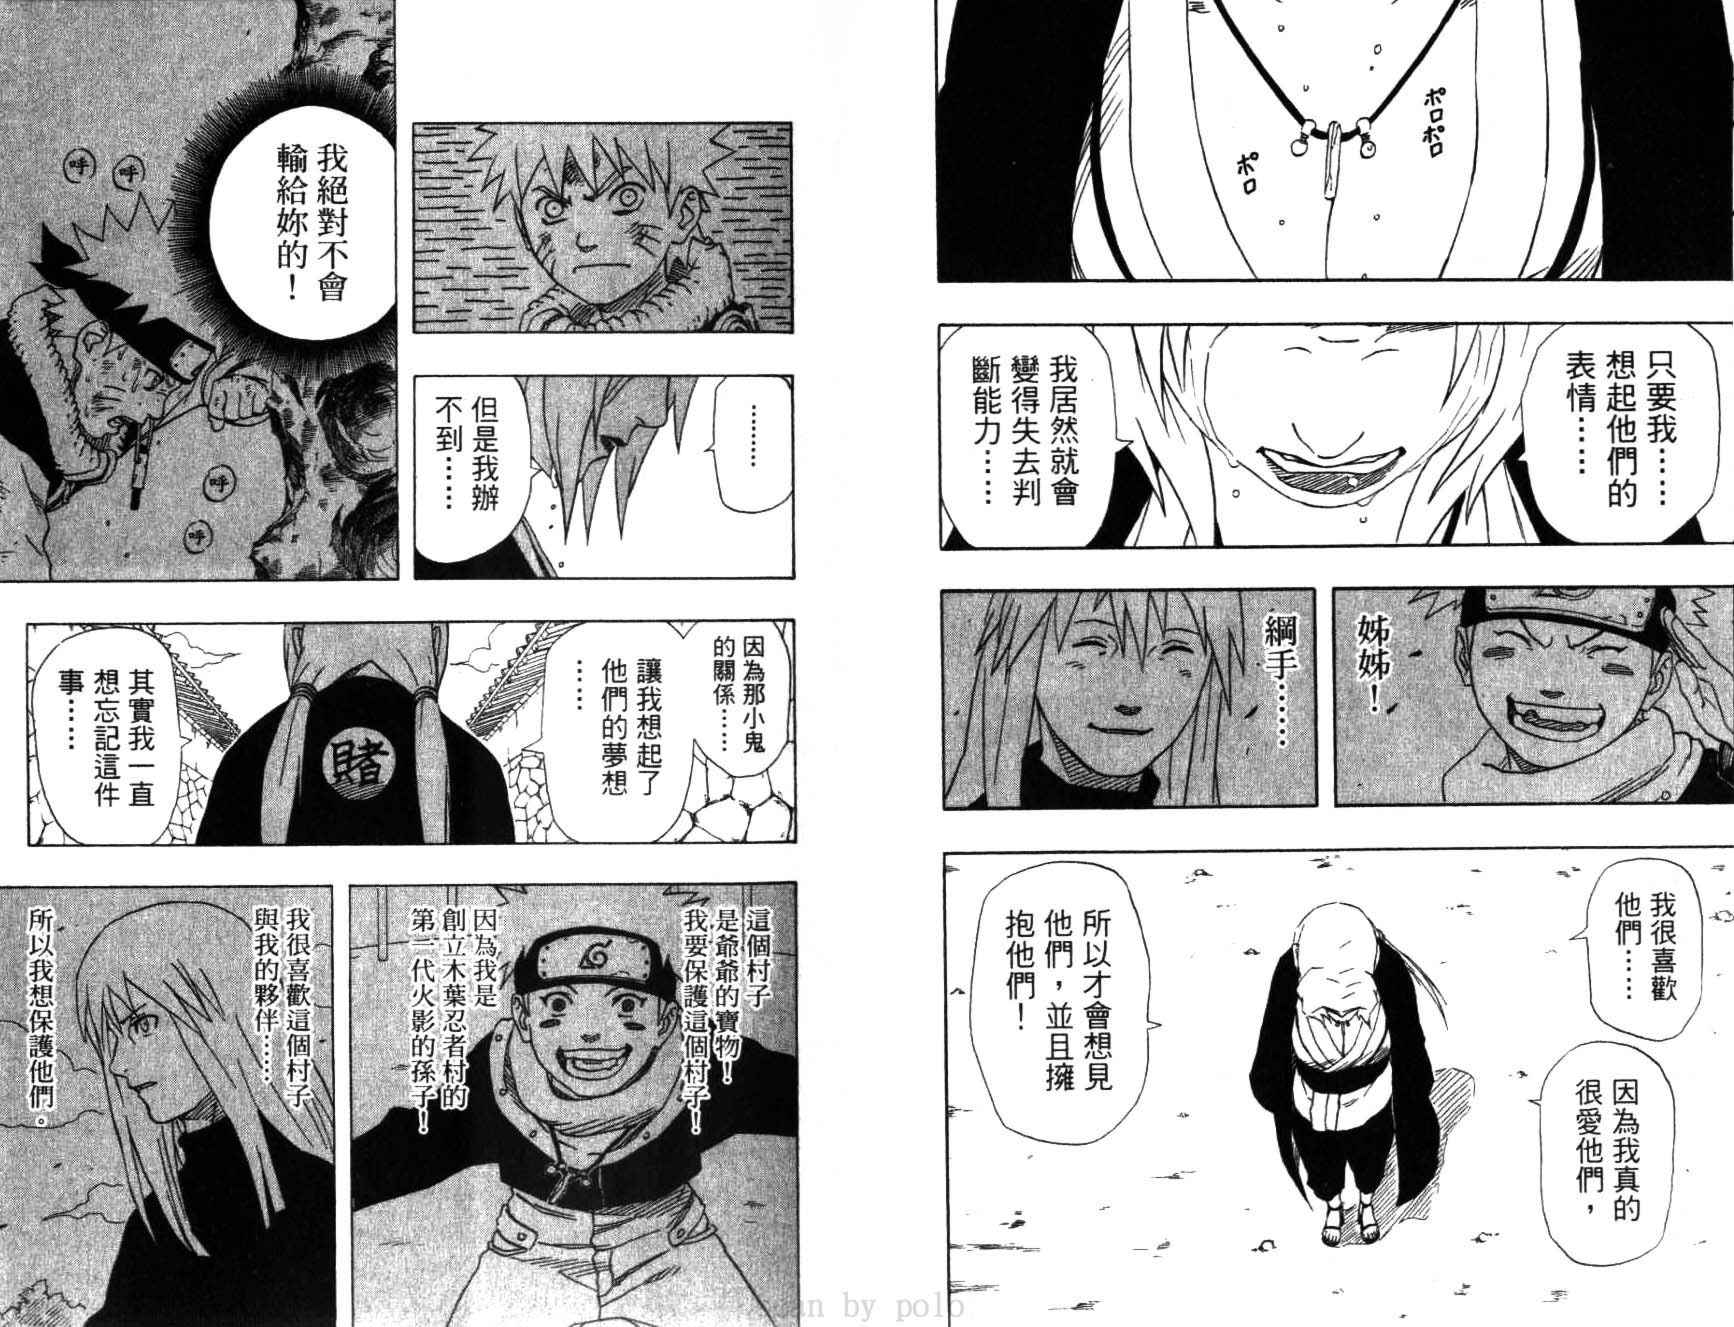 ポロポロ
ポロ
只要我……
想起他們的
表情……
我居然就會
變得失去判
斷能力……
姊姊！
綱手……
我很喜歡
他們……
因為我真的
很愛他們，
所以才會想見
他們，並且擁
抱他們！
………
但是我辦
不到……
我絕對不會
輸給妳的！
呼
呼
呼
呼
因為那小鬼
的關係……
讓我想起了
他們的夢想
……
賭
其實我一直
想忘記這件
事……
這個村子
是爺爺的寶物！
我要保護這個村子！
因為我是
創立木葉忍者村的
第一代火影的孫子！
我很喜歡這個村子
與我的夥伴……
所以我想保護他們。
an by polo